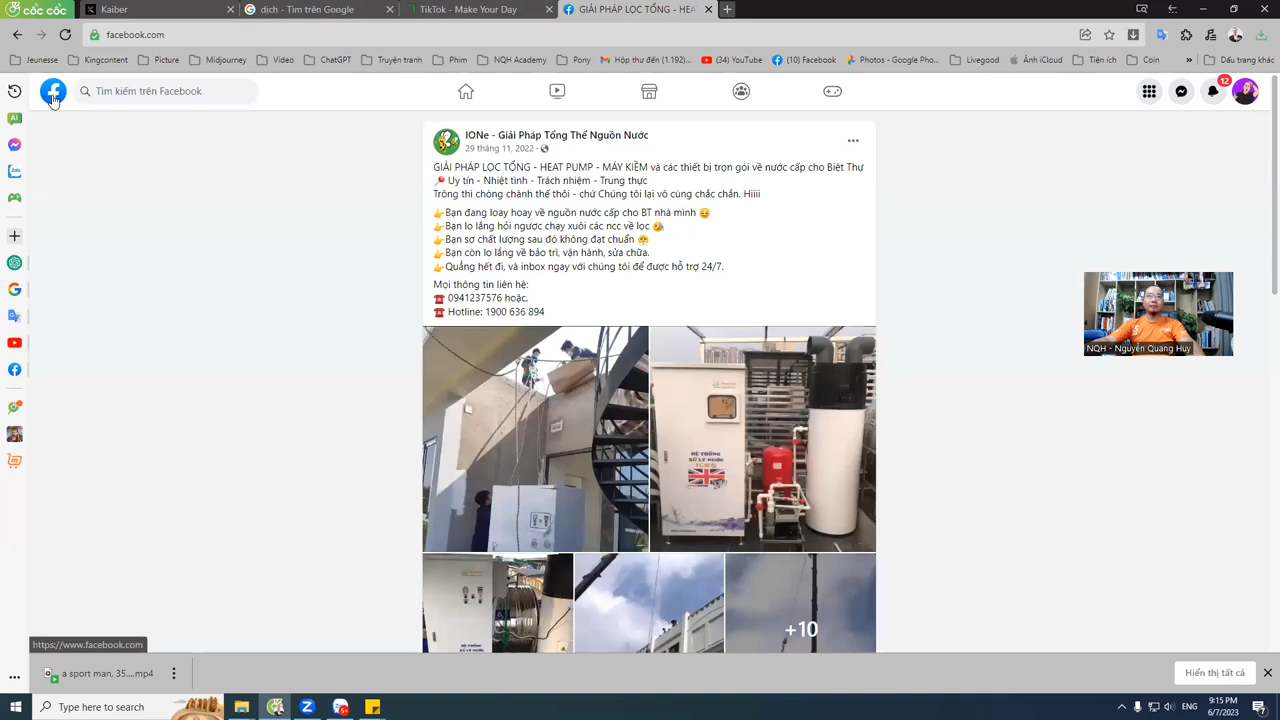 cốc cốc
Kaiber
dịch - Tìm trên Google
TikTok - Make Your Day
GIẢI PHÁP LỌC TỔNG - HEAT
facebook.com
Jeunesse
Kingcontent
Picture
Video
ChatGPT
Truyện tranh
Midjourney
Phim
NQH Academy
Pony
Hộp thư đến (1.192)...
(34) YouTube
(10) Facebook
Photos - Google Pho...
Ảnh iCloud
Tiện ích
Coin
Dấu trang khác
Tìm kiếm trên Facebook
12
IONe - Giải Pháp Tổng Thể Nguồn Nước
29 tháng 11, 2022
GIẢI PHÁP LỌC TỔNG - HEAT PUMP - MÁY KIỀM và các thiết bị trọn gói về nước cấp cho Biệt Thự
Uy tín - Nhiệt tình - Trách nhiệm - Trung thực
Trông thì chông chành thế thôi - chứ Chúng tôi lại vô cùng chắc chắn. Hiiii
👉Bạn đang loay hoay về nguồn nước cấp cho BT nhà mình
👉Bạn lo lắng hỏi ngược chạy xuôi các ncc về lọc
👉Bạn sợ chất lượng sau đó không đạt chuẩn
👉Bạn còn lo lắng về bảo trì, vận hành, sửa chữa.
👉Quảng hết đi, và inbox ngay với chúng tôi để được hỗ trợ 24/7.
Mọi thông tin liên hệ:
☎️ 0941237576 hoặc,
☎️ Hotline: 1900 636 894
NQH - Nguyễn Quang Huy
HỆ THỐNG
XỬ LÝ NƯỚC
+10
https://www.facebook.com
a sport man, 35....mp4
Hiển thị tất cả
Type here to search
ENG
9:15 PM
6/7/2023